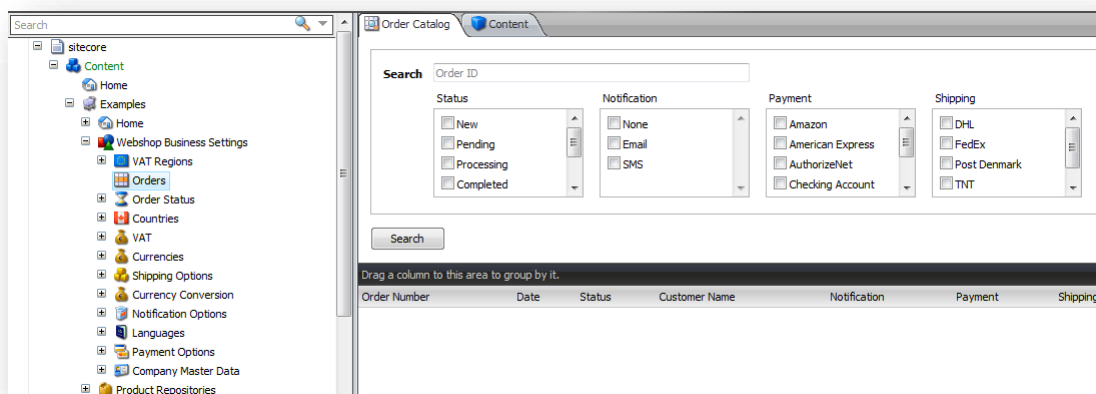 Search
sitecore
Content
Home
Examples
Home
Webshop Business Settings
VAT Regions
Orders
Order Status
Countries
VAT
Currencies
Shipping Options
Currency Conversion
Notification Options
Languages
Payment Options
Company Master Data
Product Repositories
Order Catalog Content
Search Order ID
Status Notification Payment Shipping
New None Amazon DHL
Pending Email American Express FedEx
Processing SMS AuthorizeNet Post Denmark
Completed Checking Account TNT
Search
Drag a column to this area to group by it.
Order Number Date Status Customer Name Notification Payment Shipping